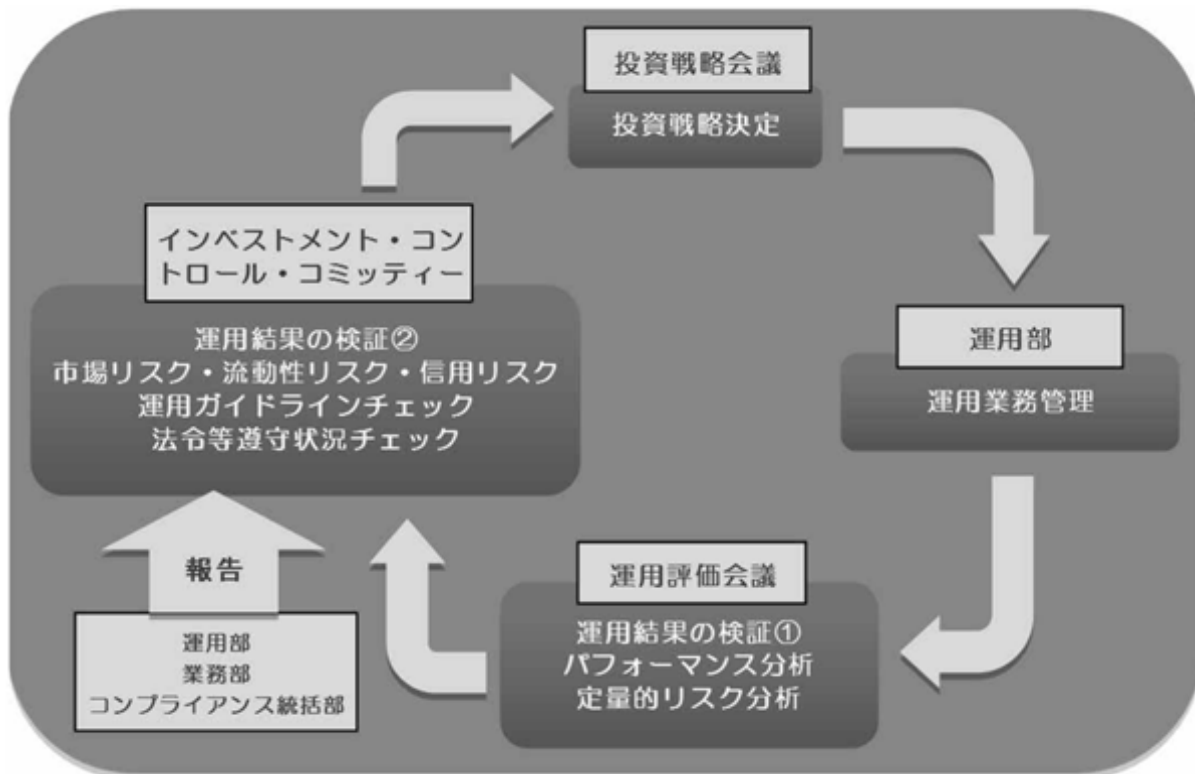 投資戦略会議
投資戦略決定
運用部
運用業務管理
運用評価会議
運用結果の検証①
パフォーマンス分析
定量的リスク分析
インベストメント・コン
トロール・コミッティー
運用結果の検証②
市場リスク・流動性リスク・信用リスク
運用ガイドラインチェック
法令等遵守状況チェック
報告
運用部
業務部
コンプライアンス統括部